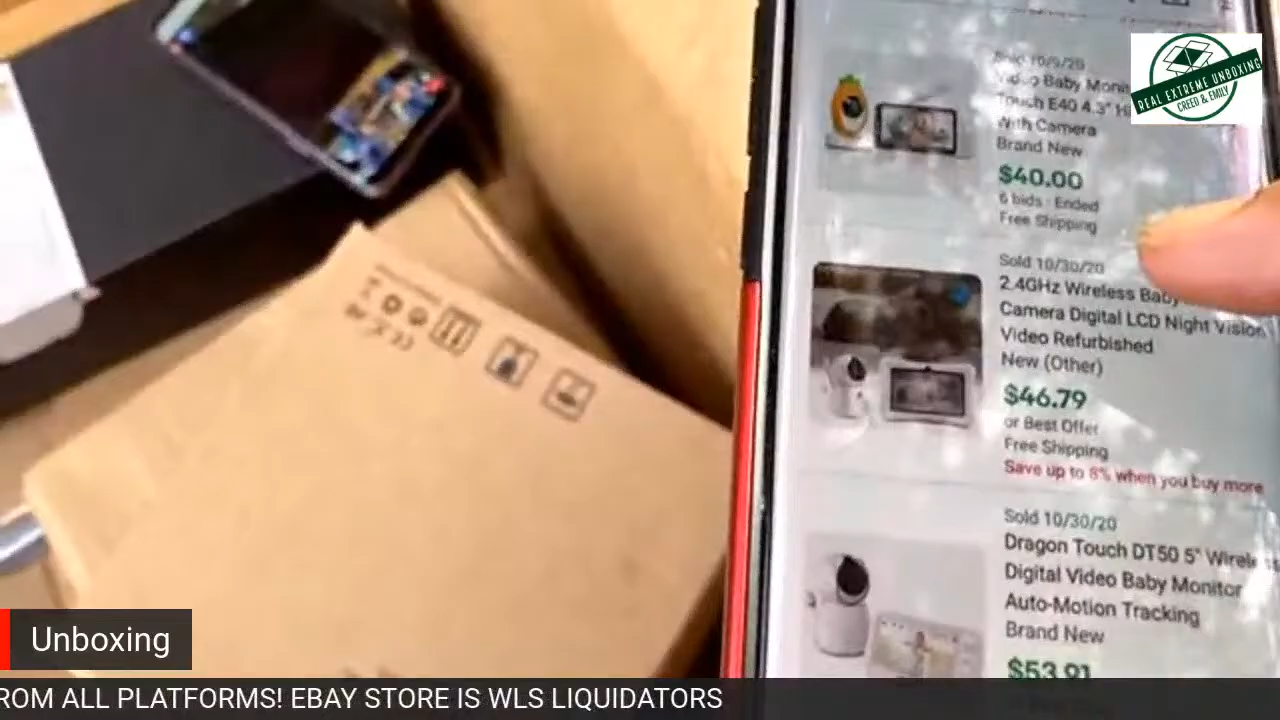 REAL EXTREME UNBOXING
CREED & EMILY
Sold 10/9/20
Video Baby Moni
Touch E40 4.3"
With Camera
Brand New
$40.00
6 bids · Ended
Free Shipping
Sold 10/30/20
2.4GHz Wireless Baby
Camera Digital LCD Night Vision
Video Refurbished
New (Other)
$46.79
or Best Offer
Free Shipping
Save up to 8% when you buy more
Sold 10/30/20
Dragon Touch DT50 5" Wireless
Digital Video Baby Monitor
Auto-Motion Tracking
Brand New
$53.91
Unboxing
ROM ALL PLATFORMS! EBAY STORE IS WLS LIQUIDATORS